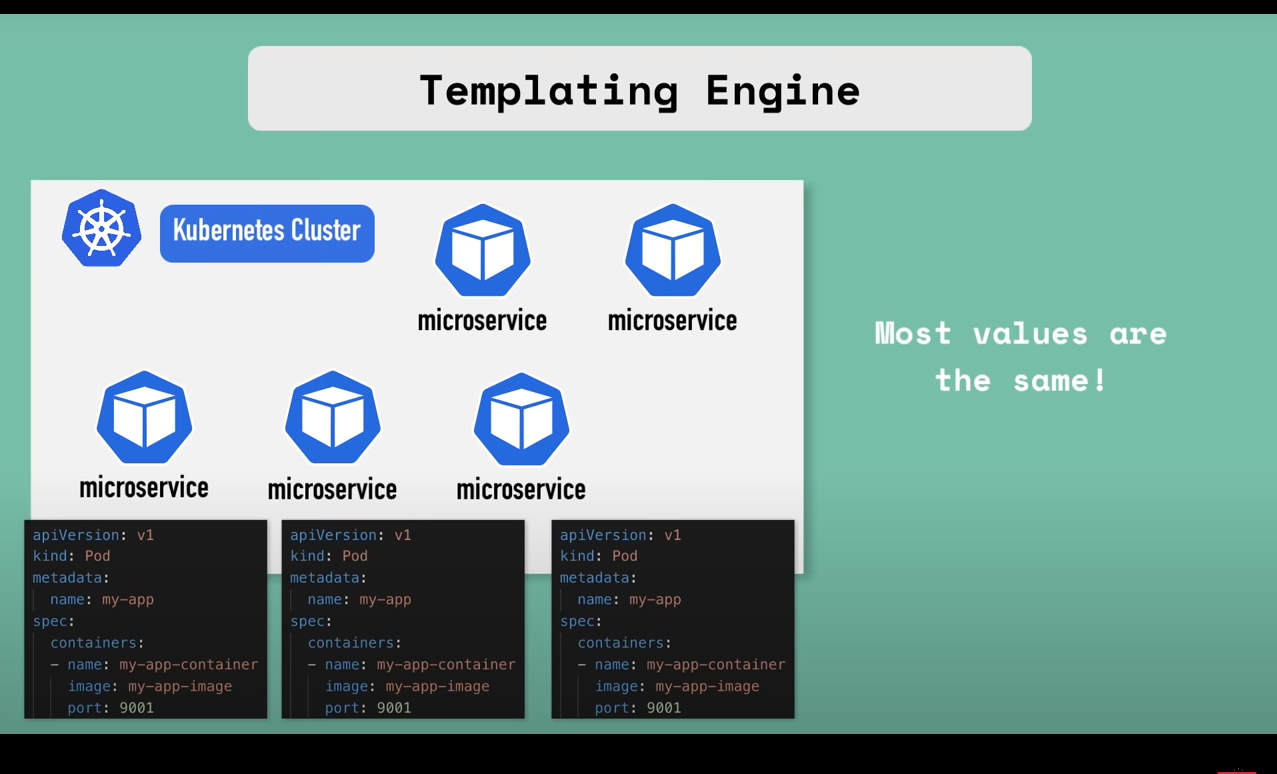 Templating Engine
Kubernetes Cluster
microservice
microservice
Most values are
the same!
microservice
microservice
microservice
apiVersion: v1
kind: Pod
metadata:
name: my-app
spec:
containers:
- name: my-app-container
image: my-app-image
port: 9001
apiVersion: v1
kind: Pod
metadata:
name: my-app
spec:
containers:
- name: my-app-container
image: my-app-image
port: 9001
apiVersion: v1
kind: Pod
metadata:
name: my-app
spec:
containers:
- name: my-app-container
image: my-app-image
port: 9001